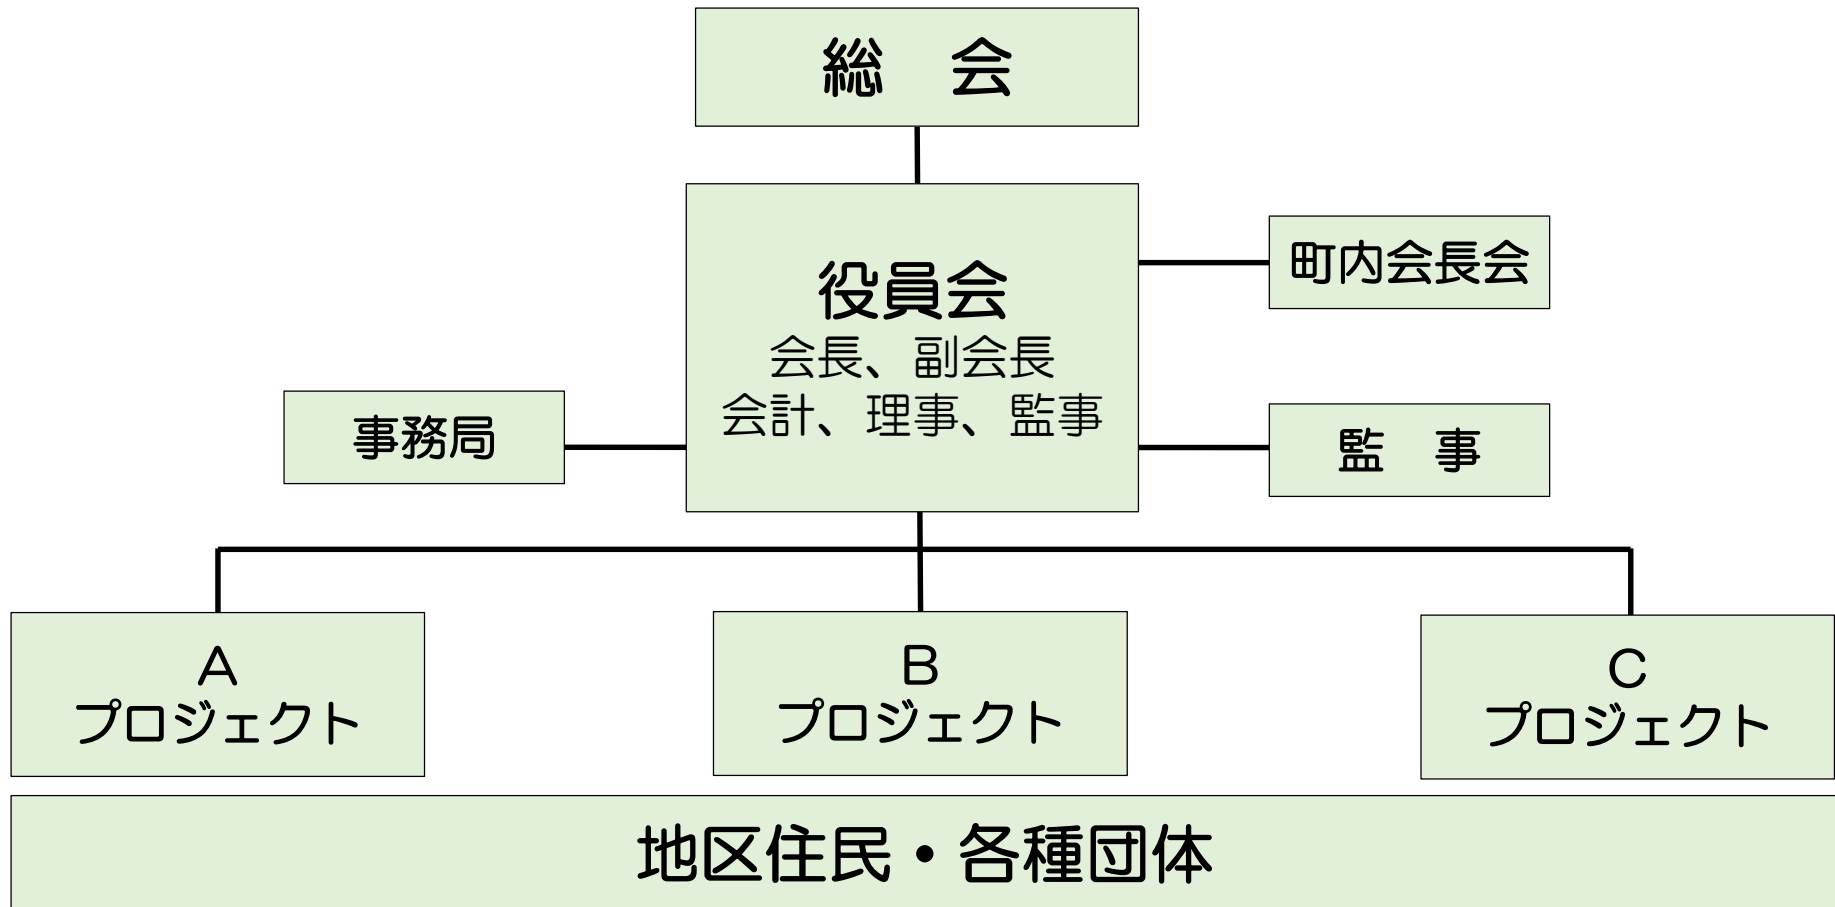 総　会
役員会
会長、副会長
会計、理事、監事
町内会長会
事務局
監　事
A
プロジェクト
B
プロジェクト
C
プロジェクト
地区住民・各種団体